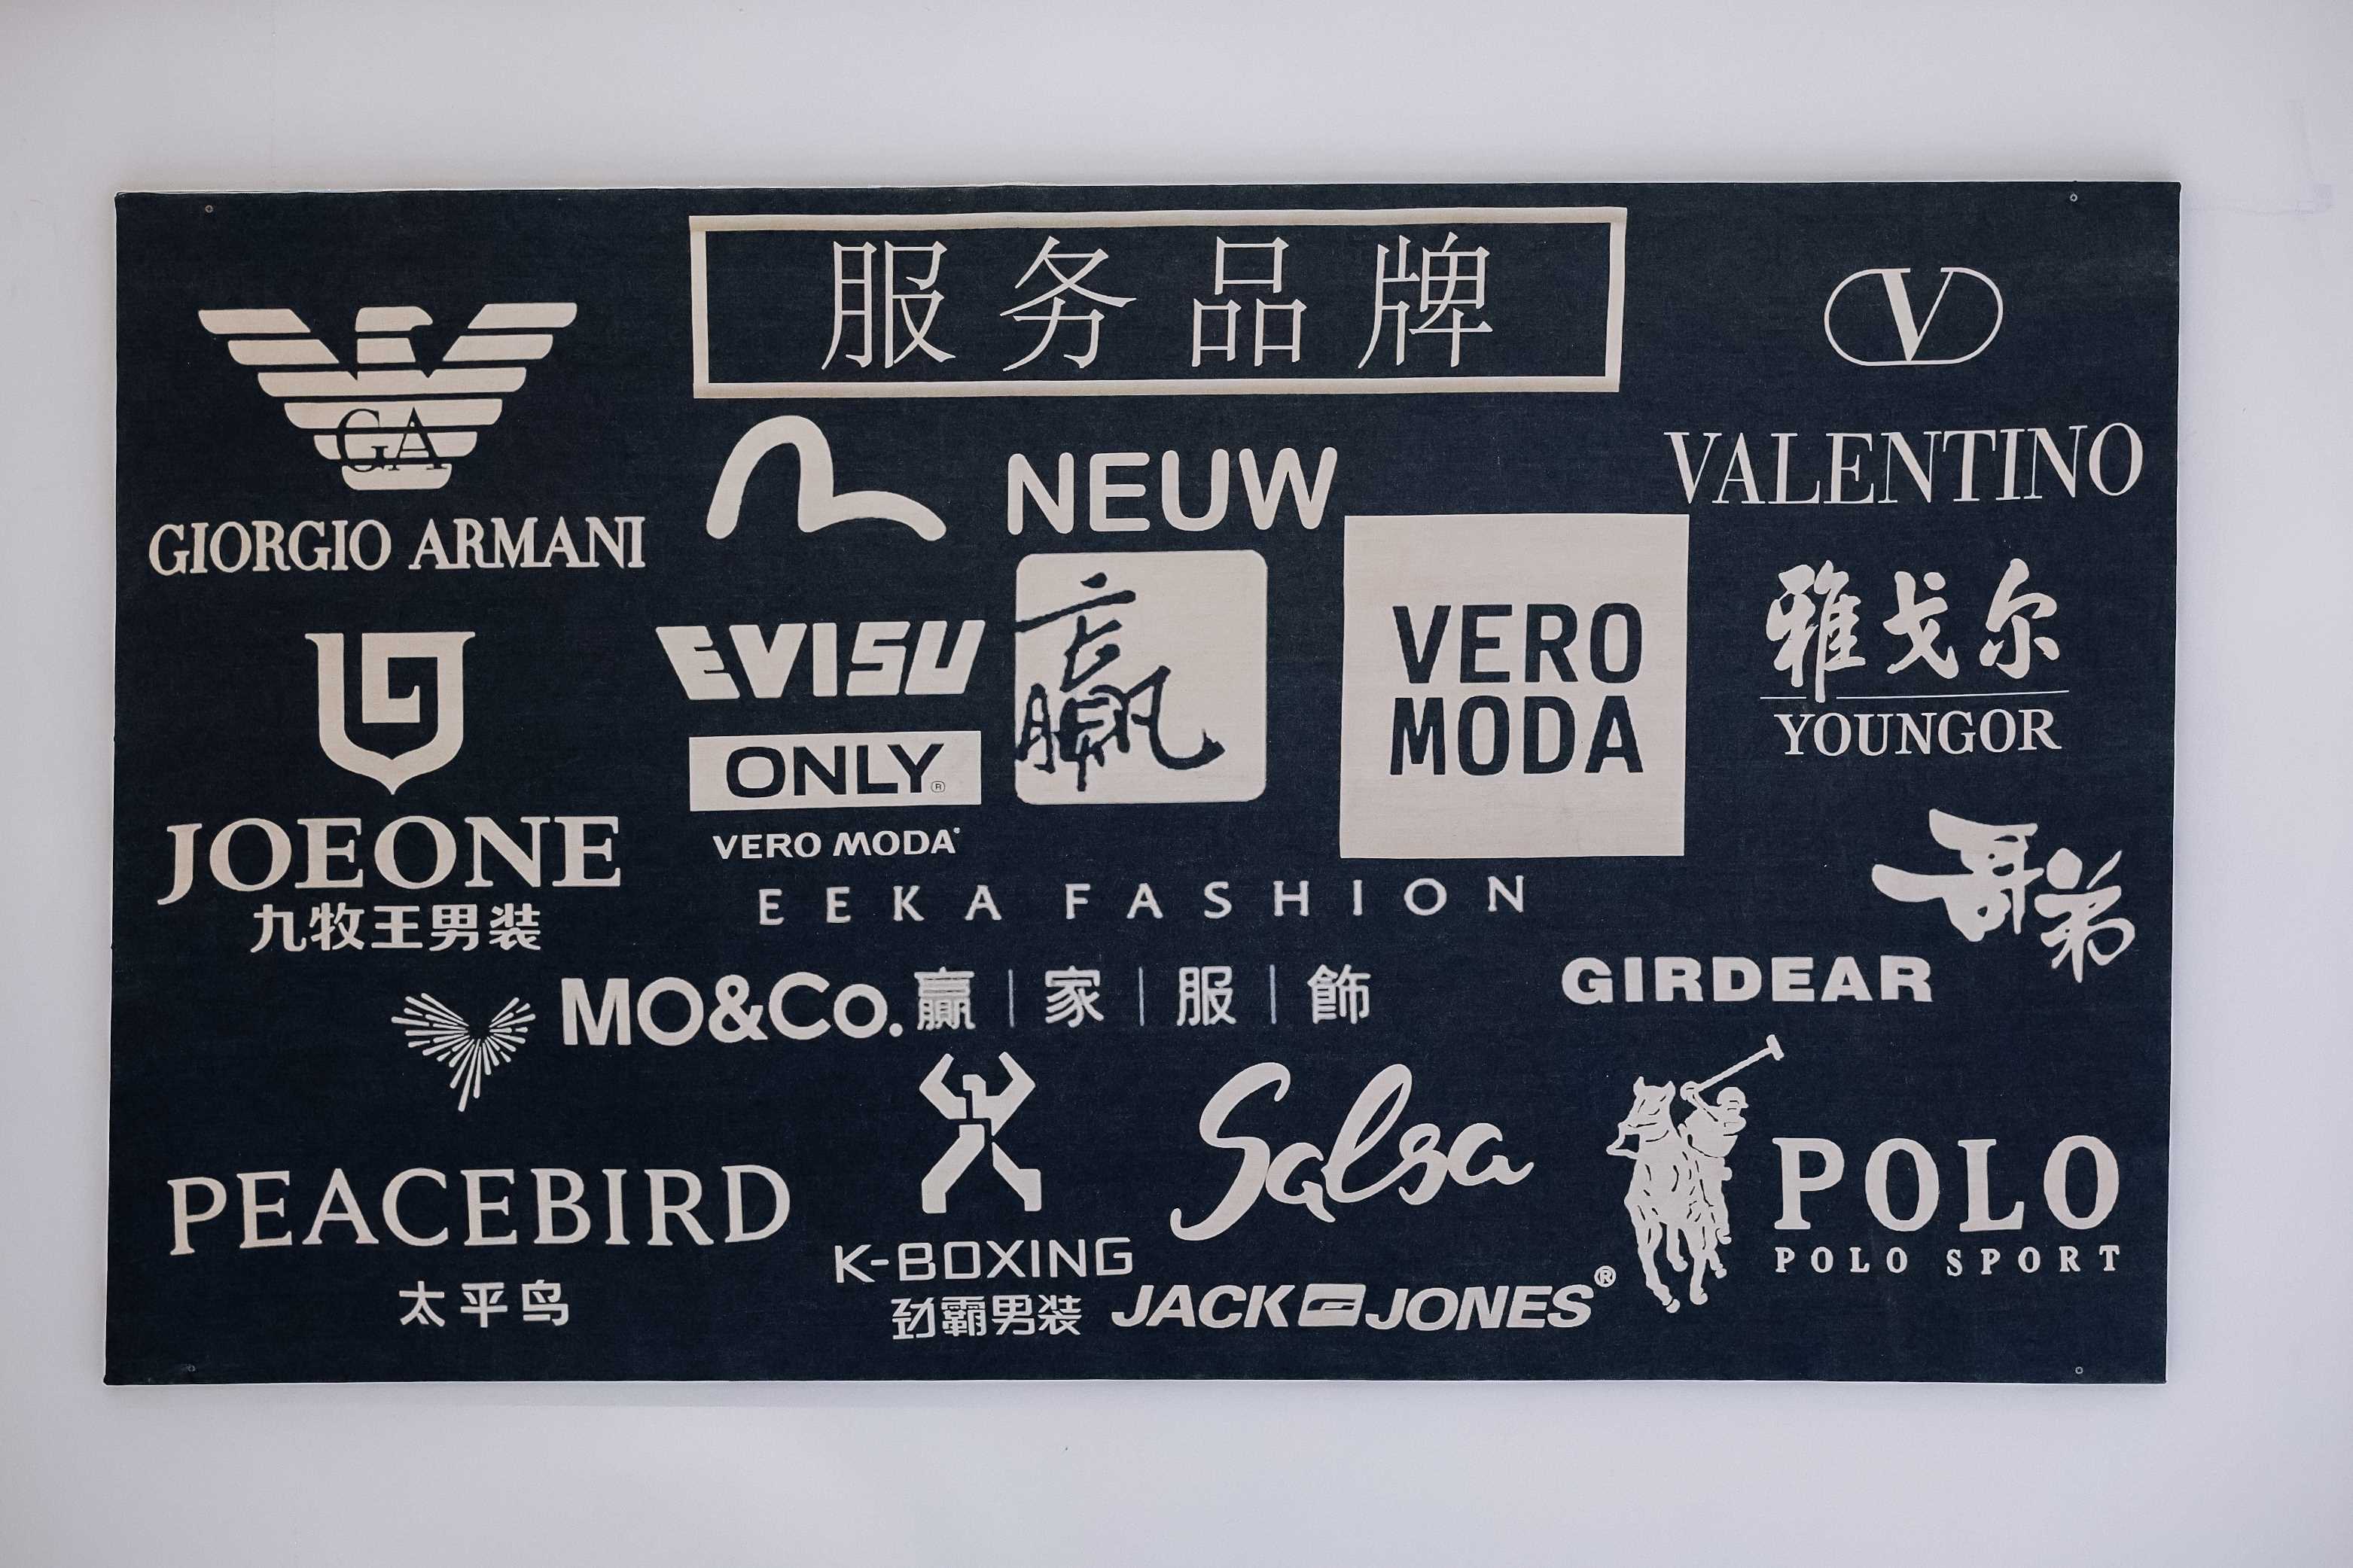 服务品牌
GA
GIORGIO ARMANI
V
VALENTINO
NEUW
EVISU
赢
VERO
MODA
雅戈尔
YOUNGOR
JOEONE
九牧王男装
ONLY®
VERO MODA
EEKA FASHION
哥弟
GIRDEAR
MO&Co.
赢|家|服|飾
PEACEBIRD
太平鸟
K-BOXING
劲霸男装
Salsa
JACK JONES®
POLO
POLO SPORT